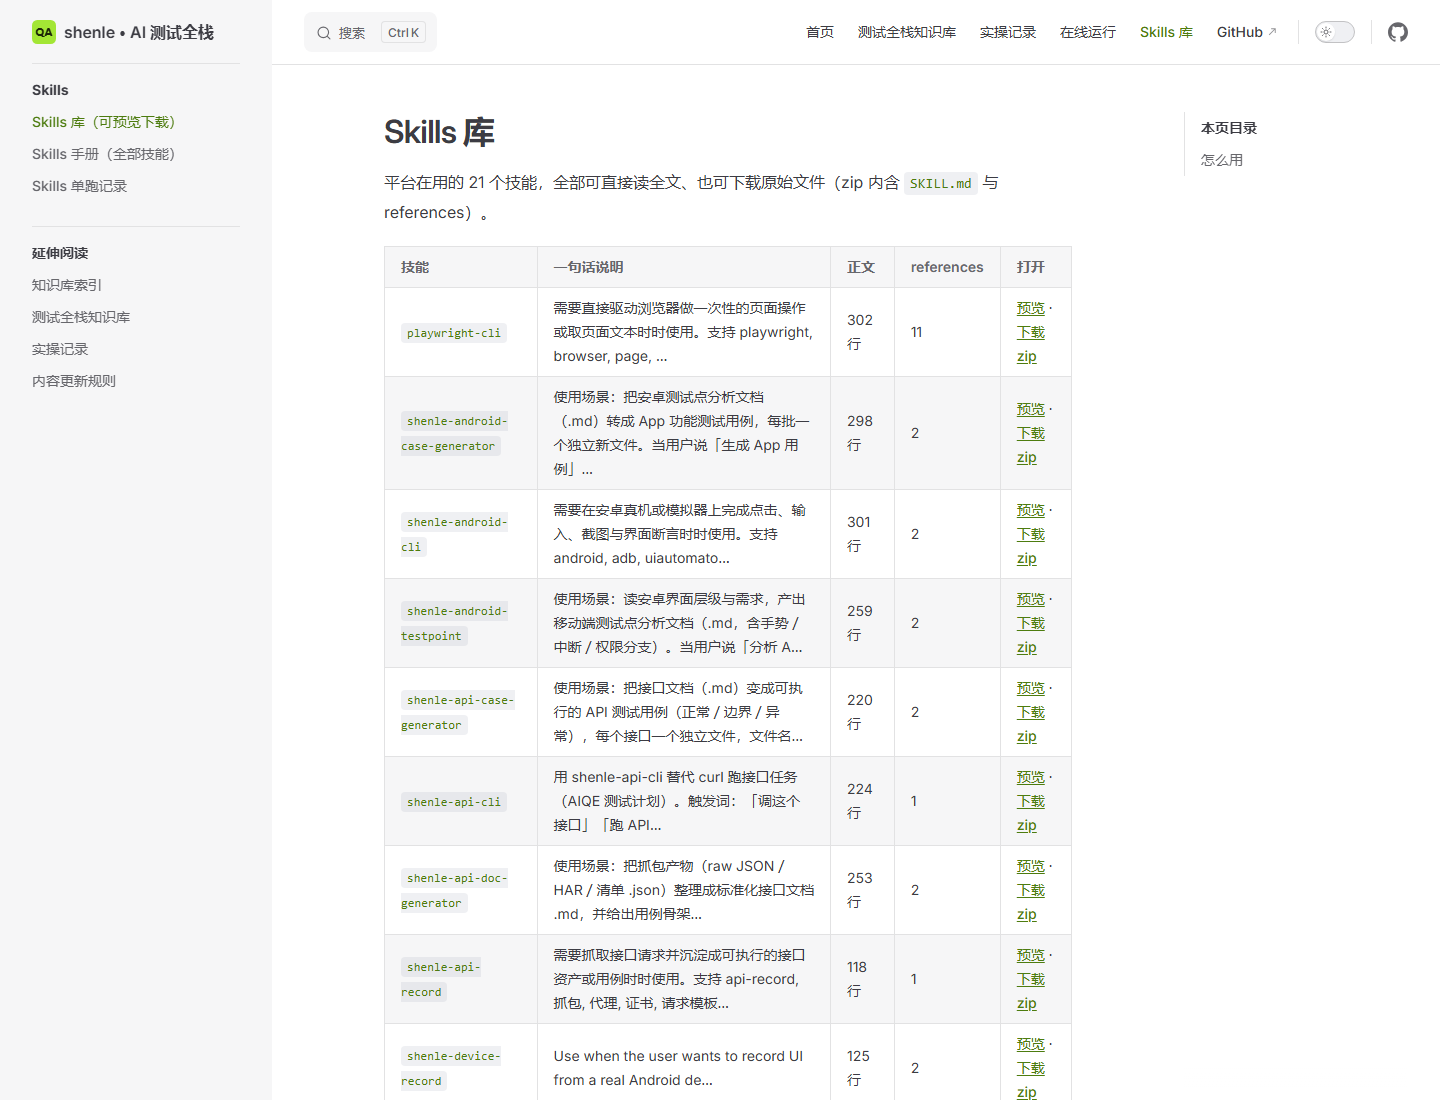 QA shenle • AI 测试全栈
搜索 Ctrl K
首页 测试全栈知识库 实操记录 在线运行 Skills 库 GitHub ↗
Skills
Skills 库（可预览下载）
Skills 手册（全部技能）
Skills 单跑记录
延伸阅读
知识库索引
测试全栈知识库
实操记录
内容更新规则
Skills 库
平台在用的 21 个技能，全部可直接读全文、也可下载原始文件（zip 内含 SKILL.md 与
references）。
本页目录
怎么用
技能 一句话说明 正文 references 打开
playwright-cli
需要直接驱动浏览器做一次性的页面操作
或取页面文本时时使用。支持 playwright,
browser, page, ...
302
行
11
预览 ·
下载
zip
shenle-android-
case-generator
使用场景：把安卓测试点分析文档
（.md）转成 App 功能测试用例，每批一
个独立新文件。当用户说「生成 App 用
例」...
298
行
2
预览 ·
下载
zip
shenle-android-
cli
需要在安卓真机或模拟器上完成点击、输
入、截图与界面断言时时使用。支持
android, adb, uiautomato...
301
行
2
预览 ·
下载
zip
shenle-android-
testpoint
使用场景：读安卓界面层级与需求，产出
移动端测试点分析文档（.md，含手势 /
中断 / 权限分支）。当用户说「分析 A...
259
行
2
预览 ·
下载
zip
shenle-api-case-
generator
使用场景：把接口文档（.md）变成可执
行的 API 测试用例（正常 / 边界 / 异
常），每个接口一个独立文件，文件名...
220
行
2
预览 ·
下载
zip
shenle-api-cli
用 shenle-api-cli 替代 curl 跑接口任务
（AIQE 测试计划）。触发词：「调这个
接口」「跑 API...
224
行
1
预览 ·
下载
zip
shenle-api-doc-
generator
使用场景：把抓包产物（raw JSON /
HAR / 清单 .json）整理成标准化接口文档
.md，并给出用例骨架...
253
行
2
预览 ·
下载
zip
shenle-api-
record
需要抓取接口请求并沉淀成可执行的接口
资产或用例时时使用。支持 api-record,
抓包, 代理, 证书, 请求模板...
118
行
1
预览 ·
下载
zip
shenle-device-
record
Use when the user wants to record UI
from a real Android de...
125
行
2
预览 ·
下载
zip